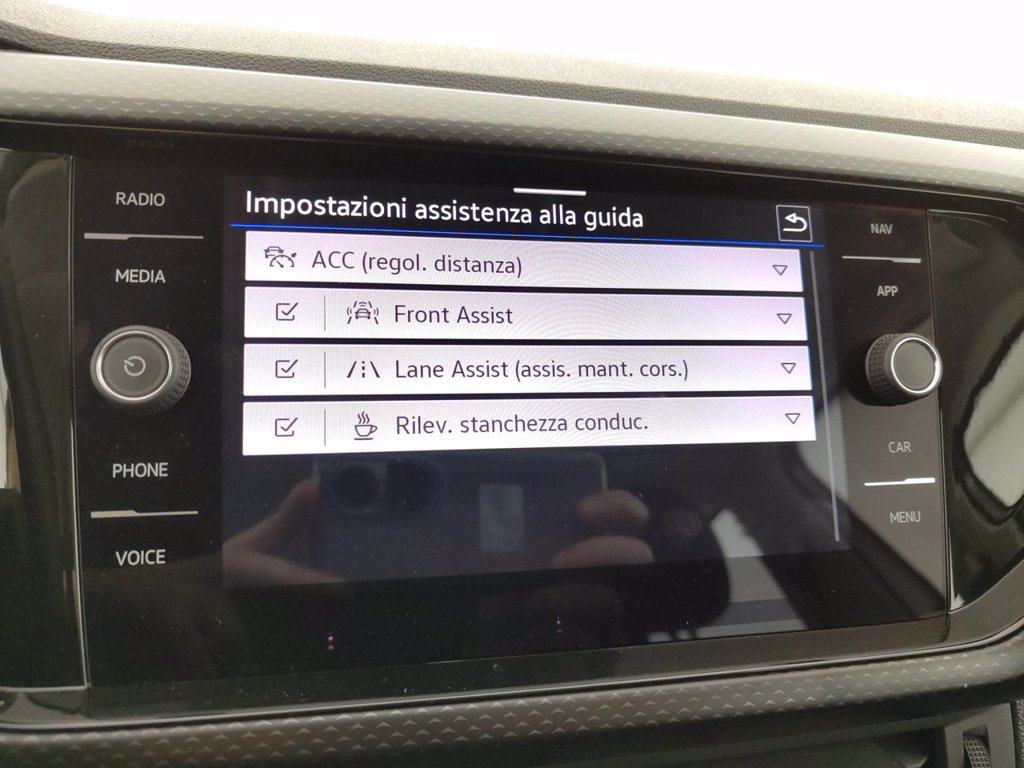 RADIO
MEDIA
PHONE
VOICE
Impostazioni assistenza alla guida
ACC (regol. distanza)
Front Assist
Lane Assist (assis. mant. cors.)
Rilev. stanchezza conduc.
NAV
APP
CAR
MENU